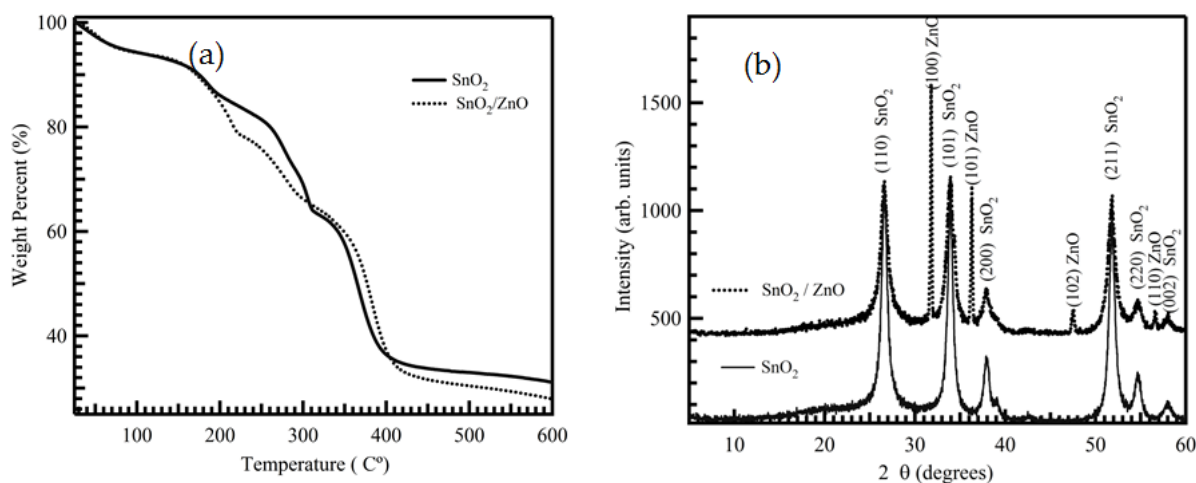 (a)
100
80
60
40
Weight Percent (%)
SnO2
SnO2/ZnO
100 200 300 400 500 600
Temperature ( Cº)
(b)
1500
1000
500
Intensity (arb. units)
(110) SnO2
(100) ZnO
(101) SnO2
(101) ZnO
(200) SnO2
(102) ZnO
(211) SnO2
(220) SnO2
(110) ZnO
(002) SnO2
SnO2 / ZnO
SnO2
10 20 30 40 50 60
2 θ (degrees)